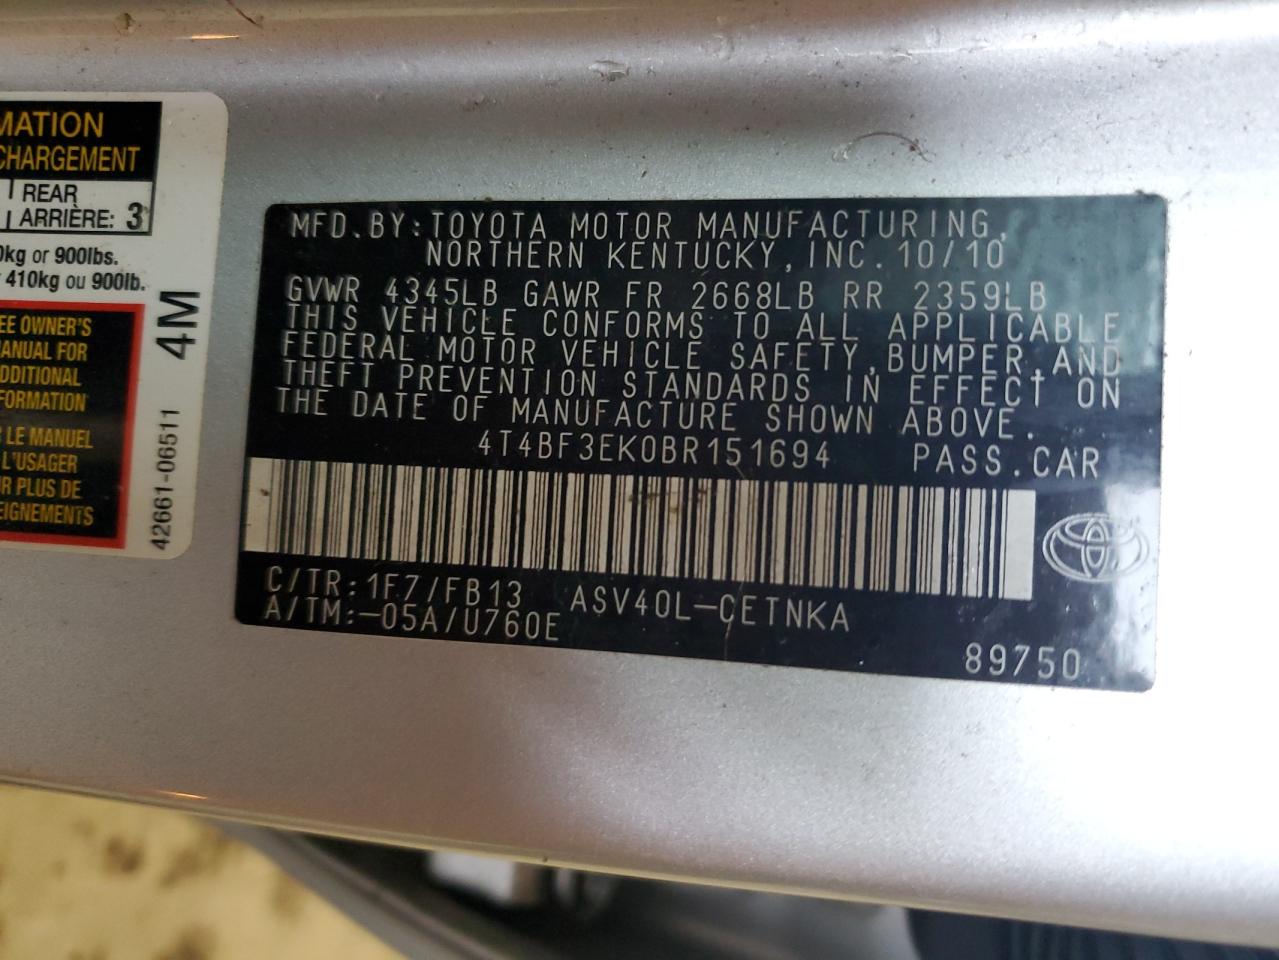 MATION
CHARGEMENT
REAR
ARRIÈRE: 3
kg or 900lbs.
410kg ou 900lb.
EE OWNER'S
ANUAL FOR
DDITIONAL
FORMATION
LE MANUEL
L'USAGER
R PLUS DE
EIGNEMENTS
4M
42661-06511
MFD.BY:TOYOTA MOTOR MANUFACTURING,
NORTHERN KENTUCKY,INC.10/10
GVWR 4345LB GAWR FR 2668LB RR 2359LB
THIS VEHICLE CONFORMS TO ALL APPLICABLE
FEDERAL MOTOR VEHICLE SAFETY,BUMPER,AND
THEFT PREVENTION STANDARDS IN EFFECT ON
THE DATE OF MANUFACTURE SHOWN ABOVE.
4T4BF3EK0BR151694 PASS.CAR
C/TR:1F7/FB13 ASV40L-CETNKA
A/TM:-05A/U760E
89750